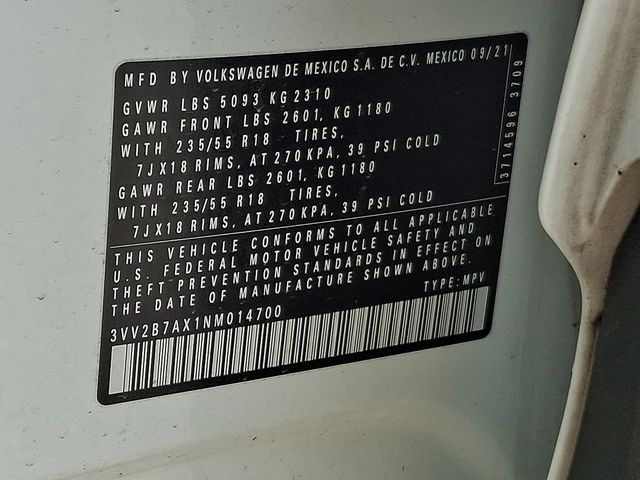 MFD BY VOLKSWAGEN DE MEXICO S.A. DE C.V. MEXICO 09/21
GVWR LBS 5093 KG 2310
GAWR FRONT LBS 2601, KG 1180
WITH 235/55 R18 TIRES,
7JX18 RIMS, AT 270 KPA, 39 PSI COLD
GAWR REAR LBS 2601, KG 1180
WITH 235/55 R18 TIRES,
7JX18 RIMS, AT 270 KPA, 39 PSI COLD
3714596 3709
THIS VEHICLE CONFORMS TO ALL APPLICABLE
U.S. FEDERAL MOTOR VEHICLE SAFETY AND
THEFT PREVENTION STANDARDS IN EFFECT ON
THE DATE OF MANUFACTURE SHOWN ABOVE.
3VV2B7AX1NM014700 TYPE: MPV